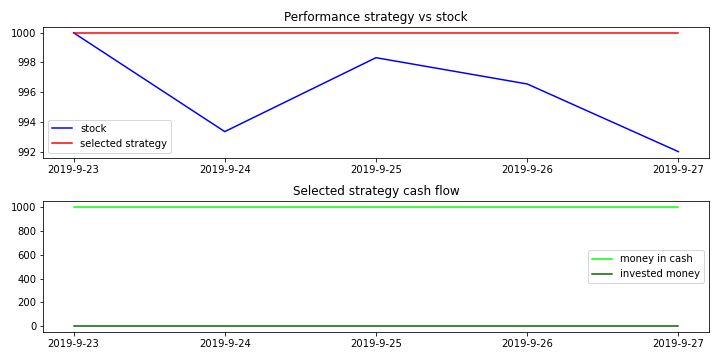 Performance strategy vs stock
1000
998
996
994
992
stock
selected strategy
2019-9-23 2019-9-24 2019-9-25 2019-9-26 2019-9-27
Selected strategy cash flow
1000
800
600
400
200
0
money in cash
invested money
2019-9-23 2019-9-24 2019-9-25 2019-9-26 2019-9-27